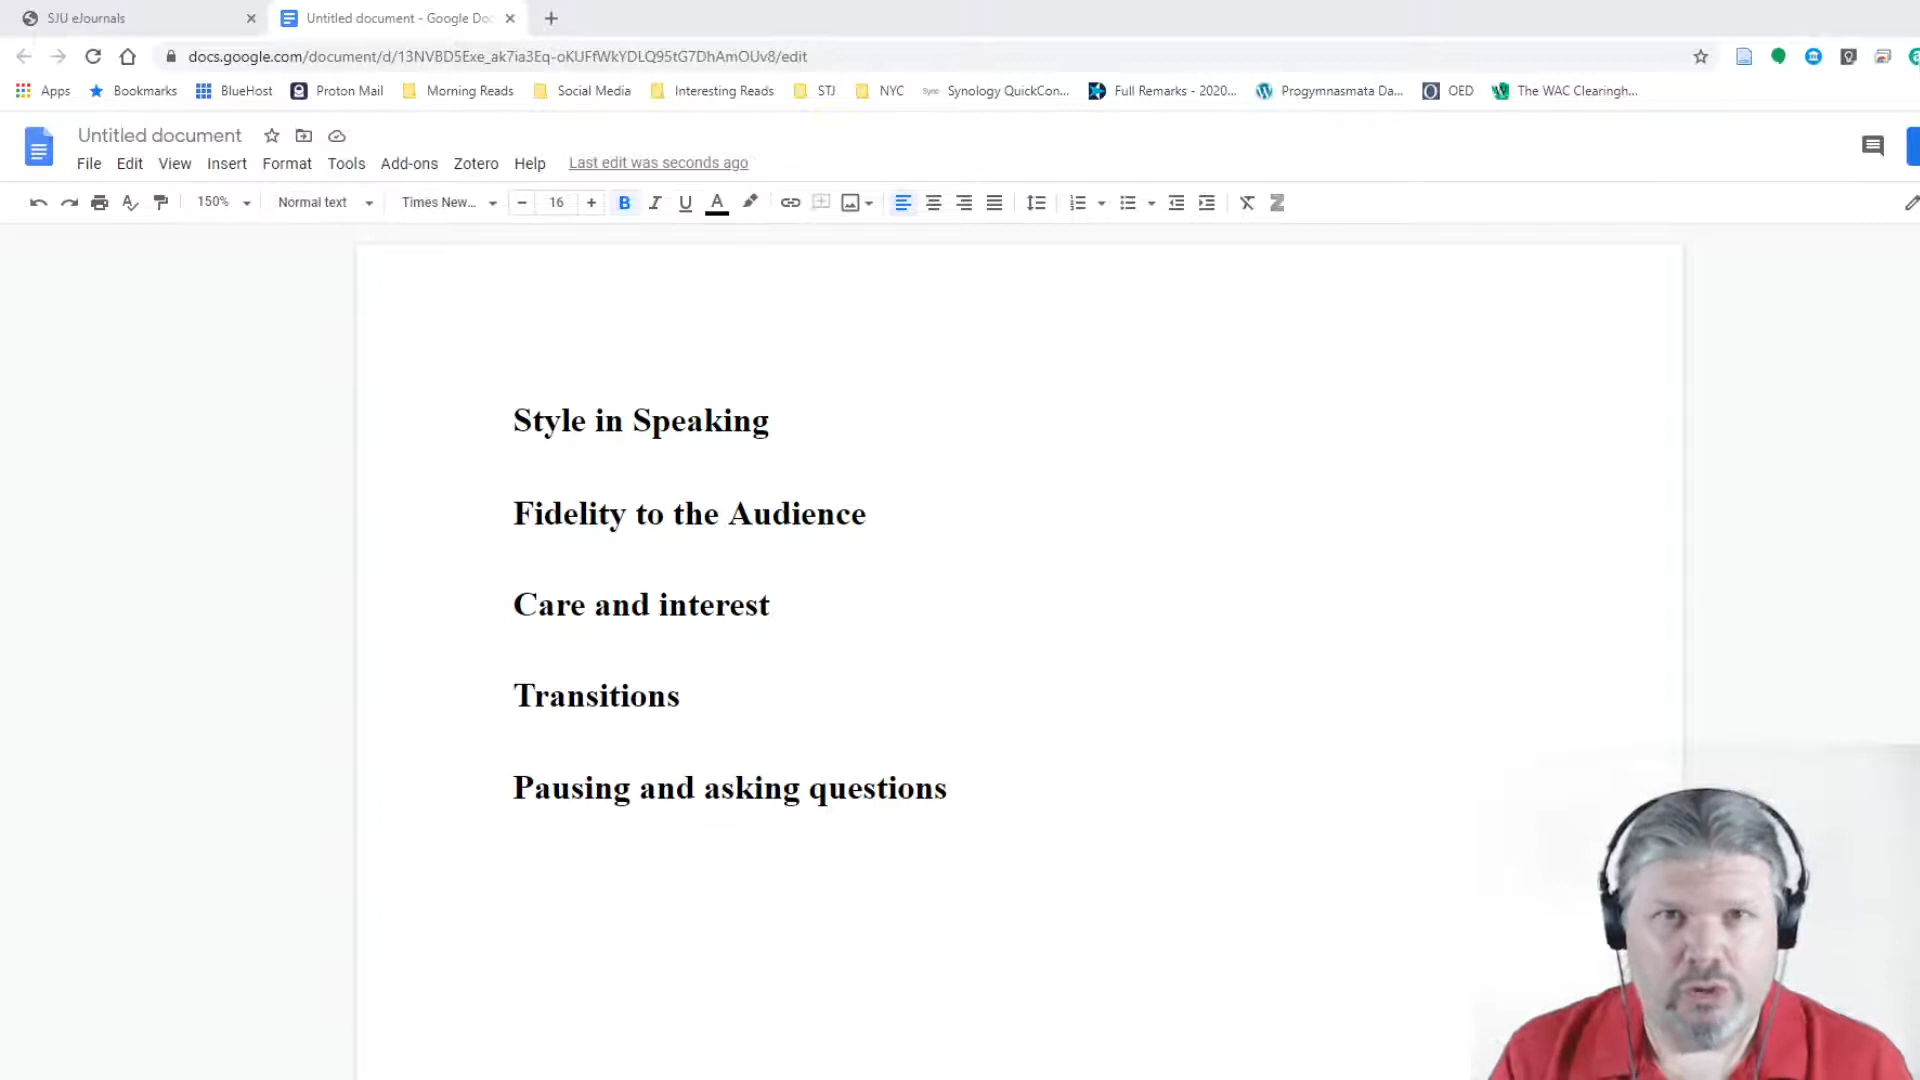 SJU eJournals
Untitled document - Google Doc
docs.google.com/document/d/13NVBD5Exe_ak7ia3Eq-oKUFfWkYDLQ95tG7DhAmOUv8/edit
Apps Bookmarks BlueHost Proton Mail Morning Reads Social Media Interesting Reads STJ NYC Sync Synology QuickCon... Full Remarks - 2020... Progymnasmata Da... OED The WAC Clearingh...
Untitled document
File Edit View Insert Format Tools Add-ons Zotero Help Last edit was seconds ago
150% Normal text Times New... − 16 + B I U A Z
Style in Speaking
Fidelity to the Audience
Care and interest
Transitions
Pausing and asking questions